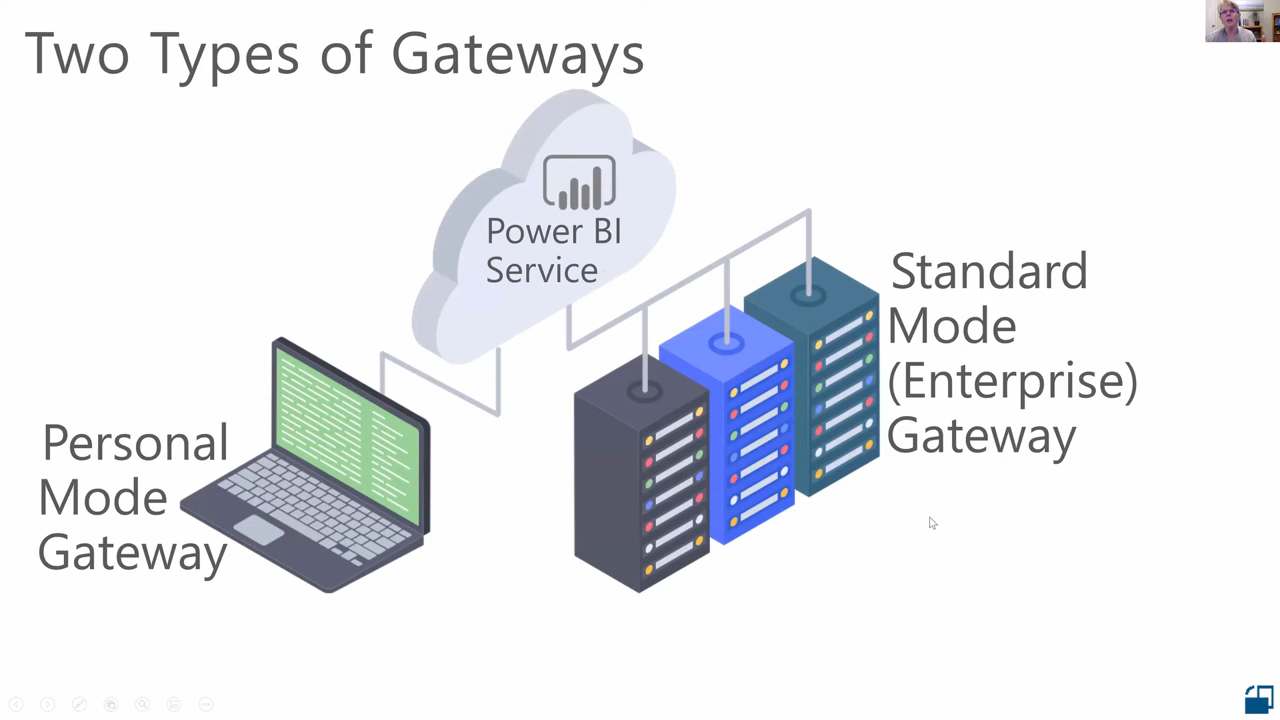 Two Types of Gateways
Power BI
Service
Standard
Mode
(Enterprise)
Gateway
Personal
Mode
Gateway